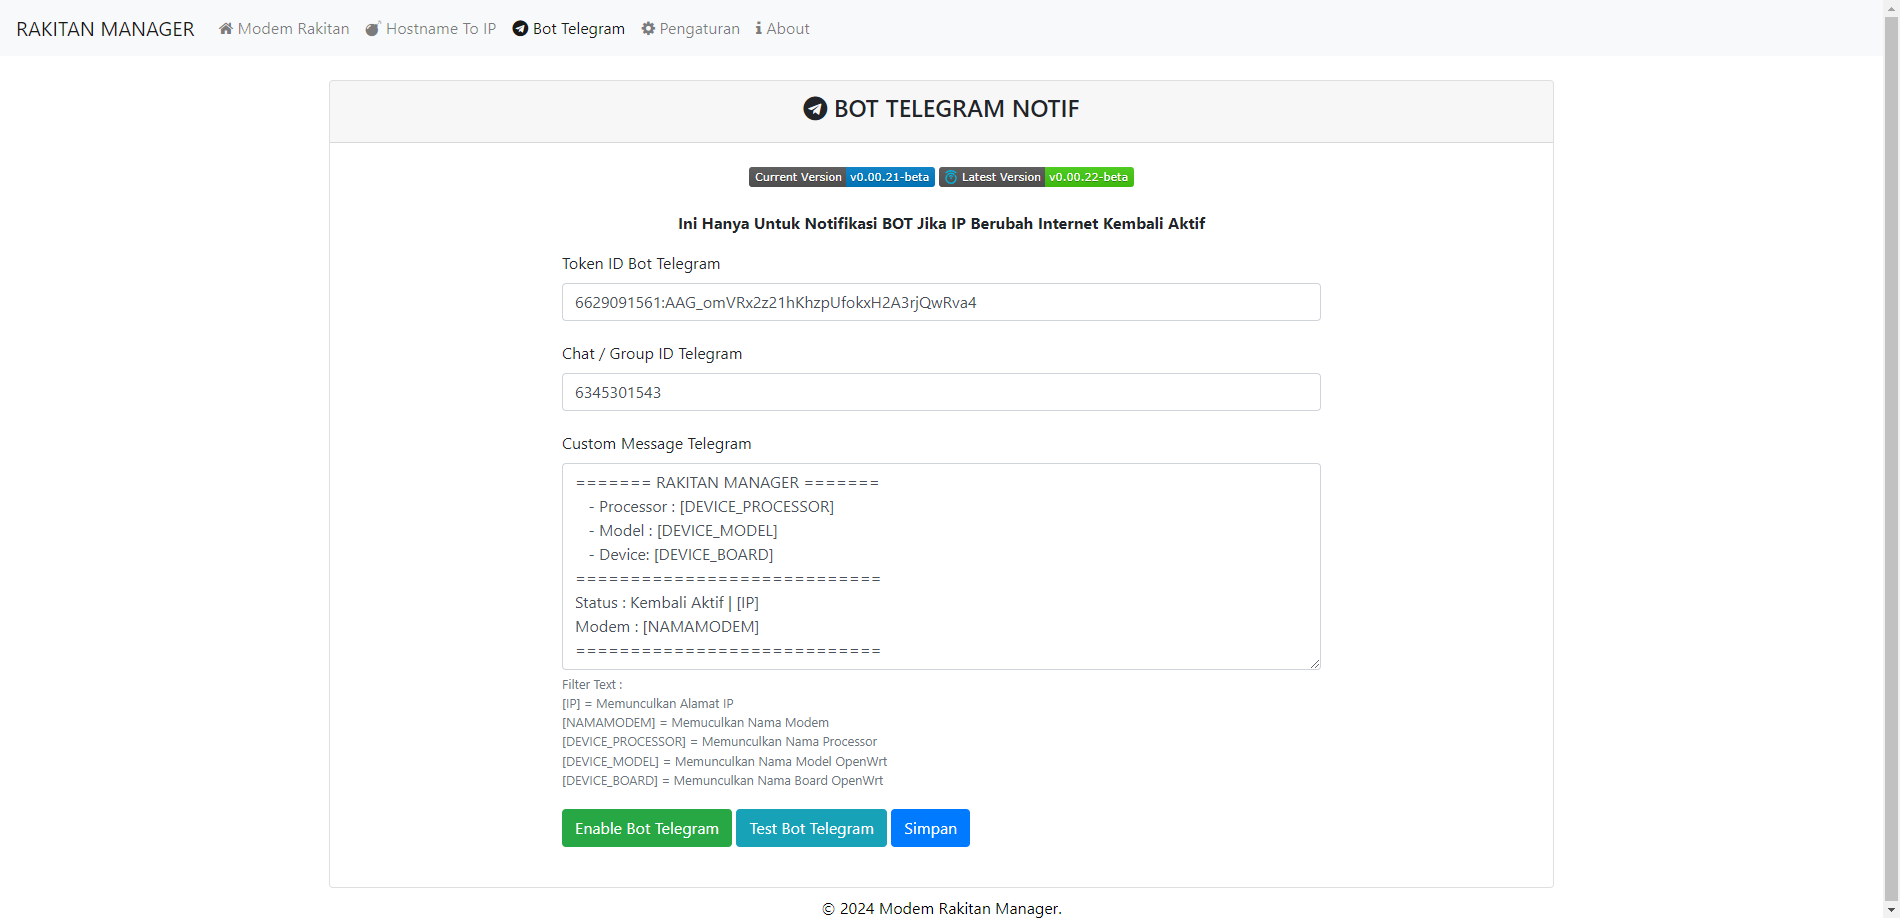 RAKITAN MANAGER Modem Rakitan Hostname To IP Bot Telegram Pengaturan About
BOT TELEGRAM NOTIF
Current Version v0.00.21-beta Latest Version v0.00.22-beta
Ini Hanya Untuk Notifikasi BOT Jika IP Berubah Internet Kembali Aktif
Token ID Bot Telegram
6629091561:AAG_omVRx2z21hKhzpUfokxH2A3rjQwRva4
Chat / Group ID Telegram
6345301543
Custom Message Telegram
======= RAKITAN MANAGER =======
- Processor : [DEVICE_PROCESSOR]
- Model : [DEVICE_MODEL]
- Device: [DEVICE_BOARD]
============================
Status : Kembali Aktif | [IP]
Modem : [NAMAMODEM]
============================
Filter Text :
[IP] = Memunculkan Alamat IP
[NAMAMODEM] = Memuculkan Nama Modem
[DEVICE_PROCESSOR] = Memunculkan Nama Processor
[DEVICE_MODEL] = Memunculkan Nama Model OpenWrt
[DEVICE_BOARD] = Memunculkan Nama Board OpenWrt
Enable Bot Telegram Test Bot Telegram Simpan
© 2024 Modem Rakitan Manager.